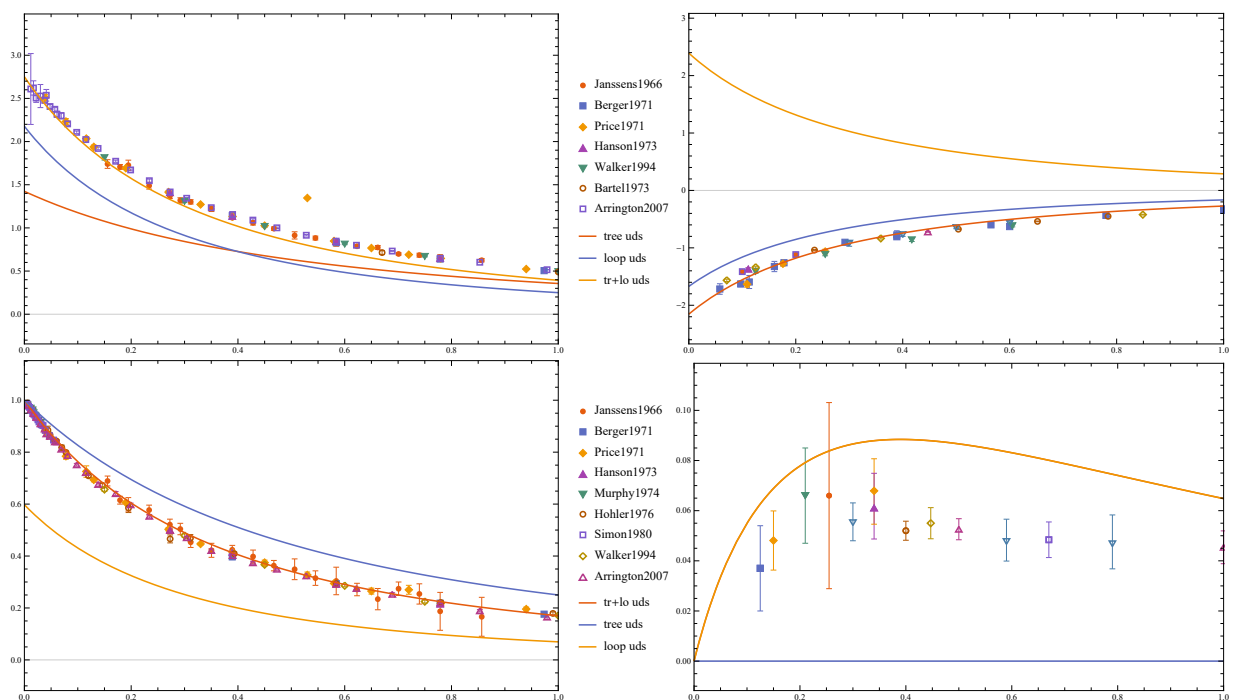 3.0
2.5
2.0
1.5
1.0
0.5
0.0
0.0
0.2
0.4
0.6
0.8
1.0
Janssens1966
Berger1971
Price1971
Hanson1973
Walker1994
Bartel1973
Arrington2007
tree uds
loop uds
tr+lo uds
3
2
1
0
−1
−2
0.0
0.2
0.4
0.6
0.8
1.0
1.0
0.8
0.6
0.4
0.2
0.0
0.0
0.2
0.4
0.6
0.8
1.0
Janssens1966
Berger1971
Price1971
Hanson1973
Murphy1974
Hohler1976
Simon1980
Walker1994
Arrington2007
tr+lo uds
tree uds
loop uds
0.10
0.08
0.06
0.04
0.02
0.00
0.0
0.2
0.4
0.6
0.8
1.0